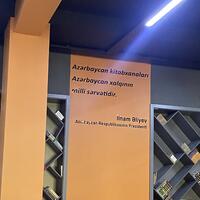 Azərbaycan kitabxanaları
Azərbaycan xalqının
milli sərvətidir.
İlham Əliyev
Azərbaycan Respublikasının Prezidenti